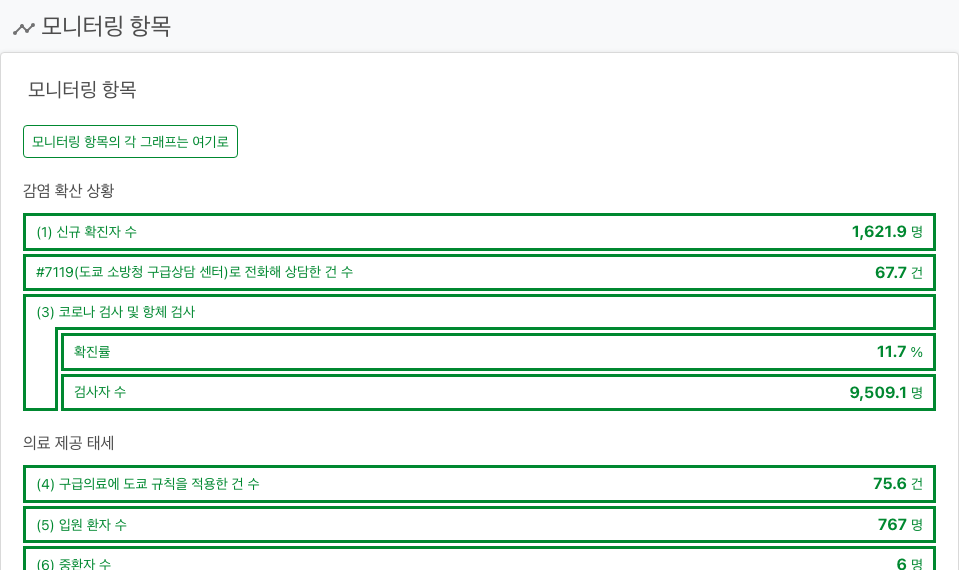 모니터링 항목
모니터링 항목
모니터링 항목의 각 그래프는 여기로
감염 확산 상황
(1) 신규 확진자 수 1,621.9 명
#7119(도쿄 소방청 구급상담 센터)로 전화해 상담한 건 수 67.7 건
(3) 코로나 검사 및 항체 검사
확진률 11.7 %
검사자 수 9,509.1 명
의료 제공 태세
(4) 구급의료에 도쿄 규칙을 적용한 건 수 75.6 건
(5) 입원 환자 수 767 명
(6) 중환자 수 6 명